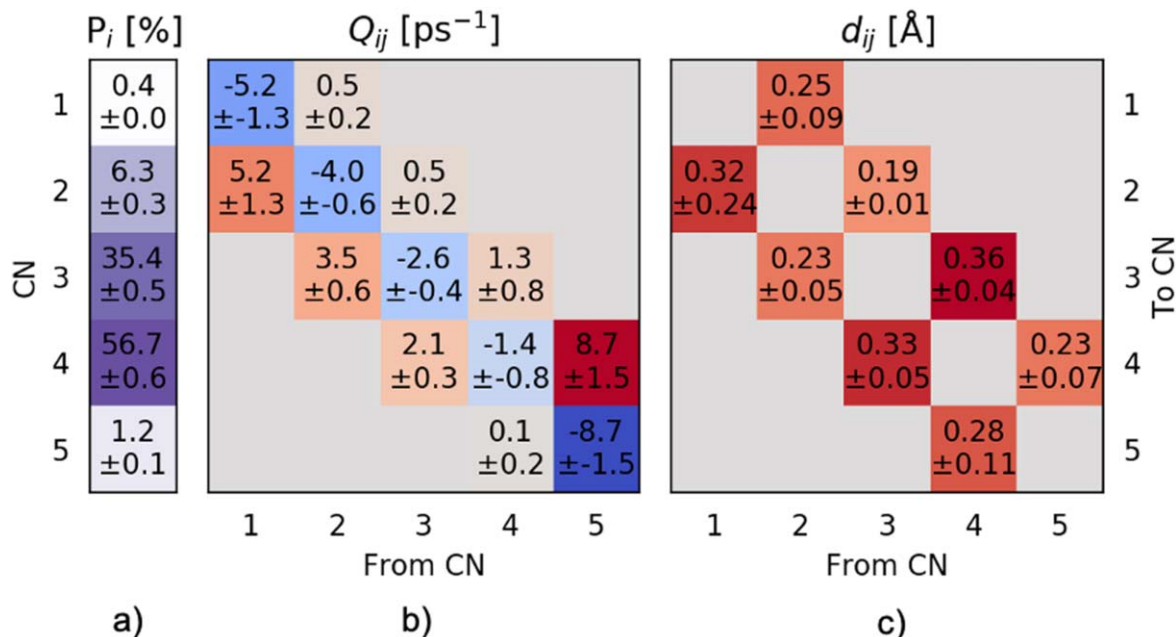 P_i [%] Q_ij [ps⁻¹] d_ij [Å]
1 0.4 -5.2 0.5 0.25 1
±0.0 ±-1.3 ±0.2 ±0.09
2 6.3 5.2 -4.0 0.5 0.32 0.19 2
±0.3 ±1.3 ±-0.6 ±0.2 ±0.24 ±0.01
CN 3 35.4 3.5 -2.6 1.3 0.23 0.36 3 To CN
±0.5 ±0.6 ±-0.4 ±0.8 ±0.05 ±0.04
4 56.7 2.1 -1.4 8.7 0.33 0.23 4
±0.6 ±0.3 ±-0.8 ±1.5 ±0.05 ±0.07
5 1.2 0.1 -8.7 0.28 5
±0.1 ±0.2 ±-1.5 ±0.11
1 2 3 4 5 1 2 3 4 5
From CN From CN
a) b) c)